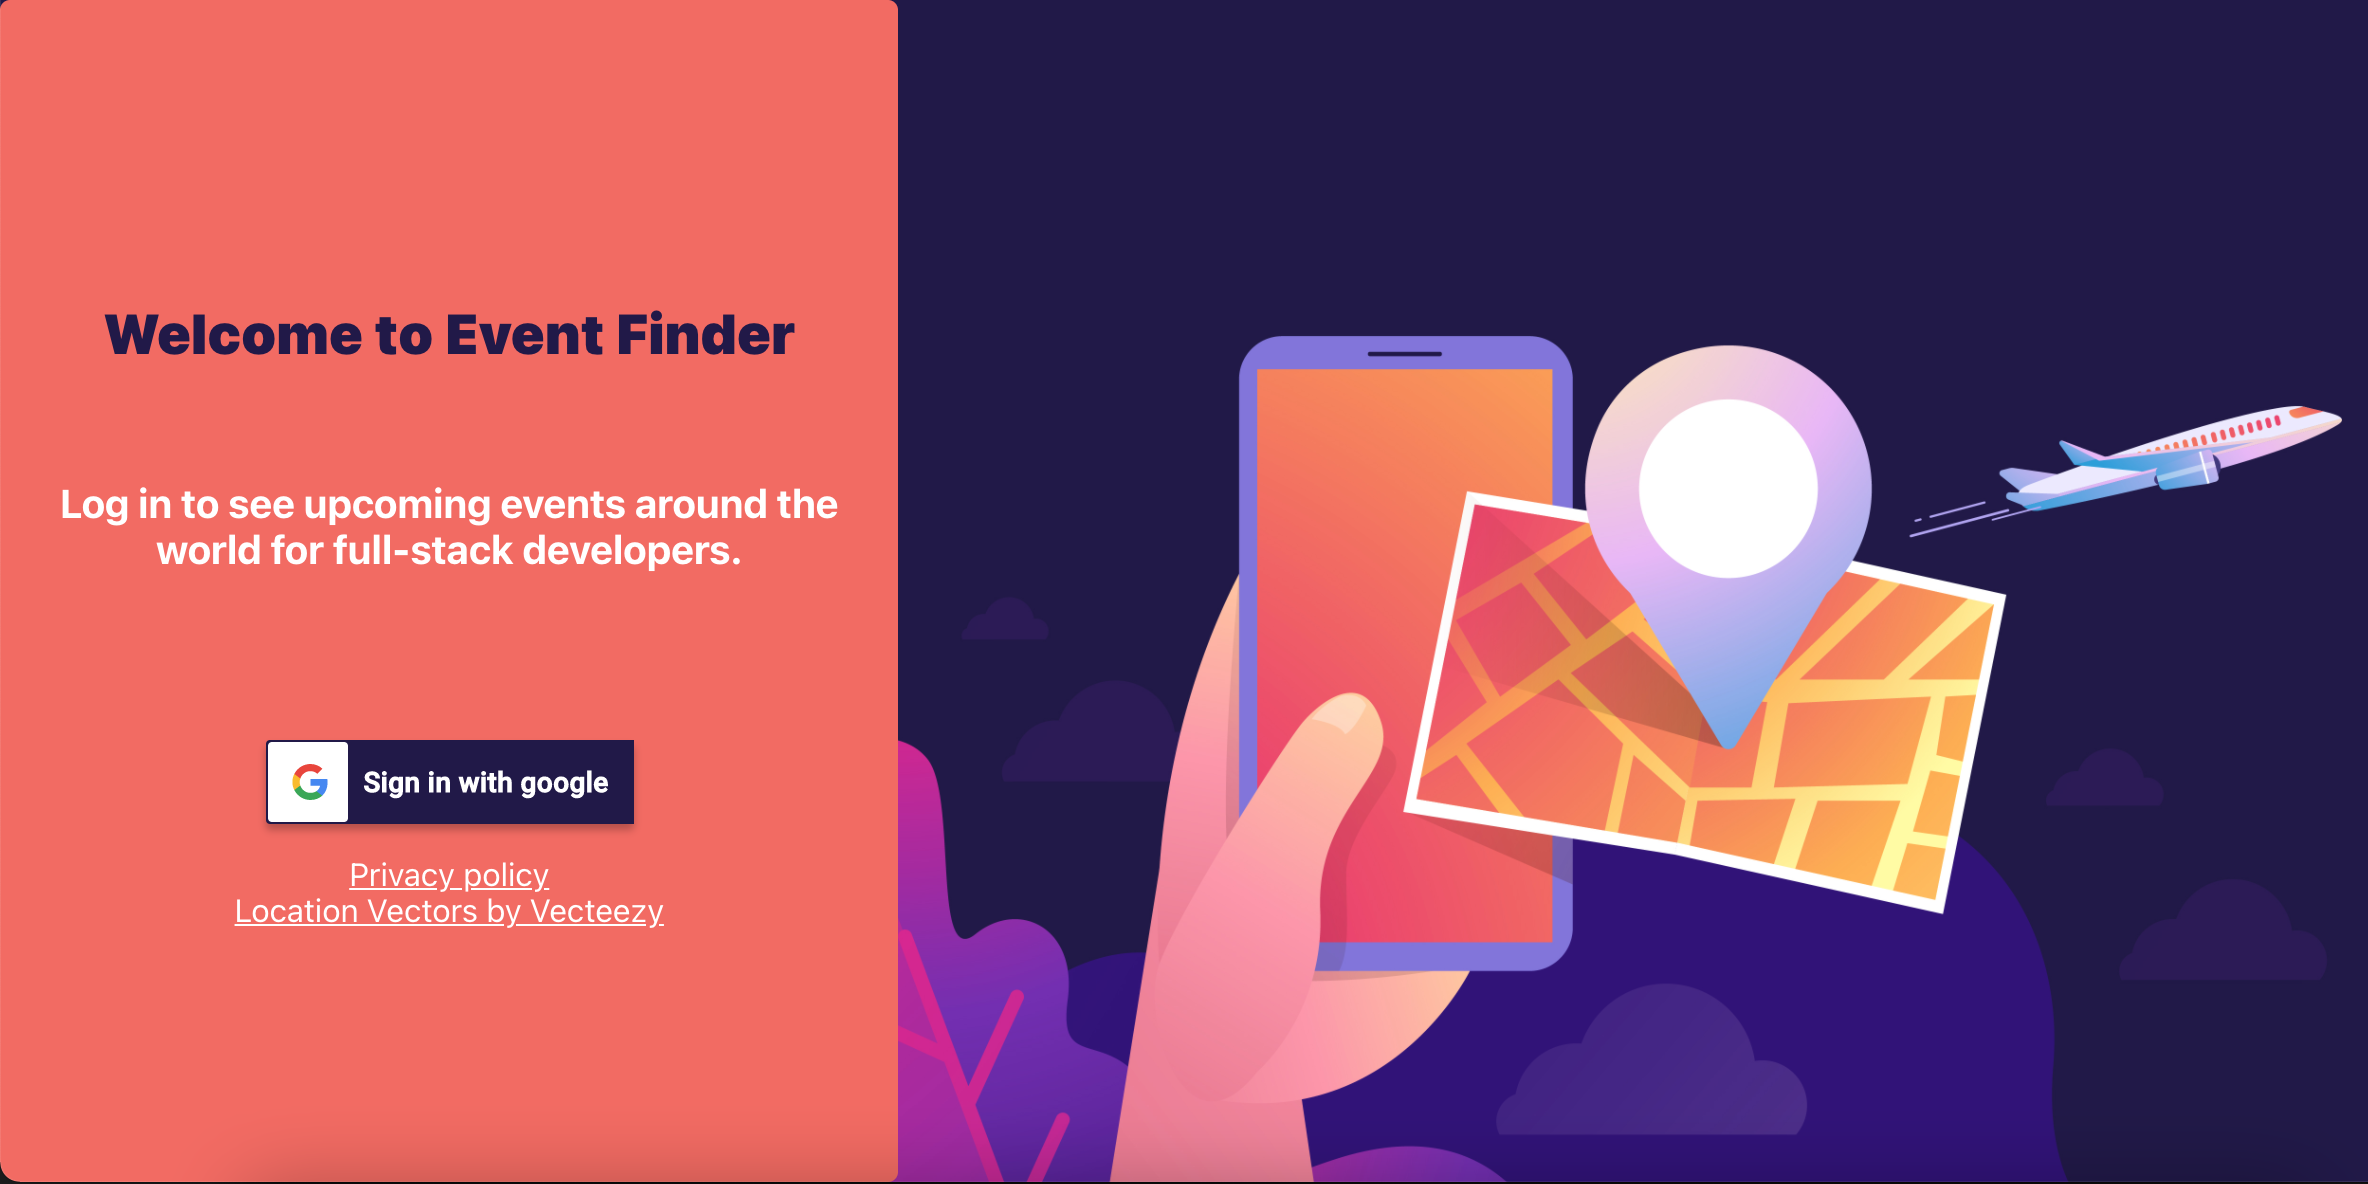 Welcome to Event Finder
Log in to see upcoming events around the
world for full-stack developers.
Sign in with google
Privacy policy
Location Vectors by Vecteezy